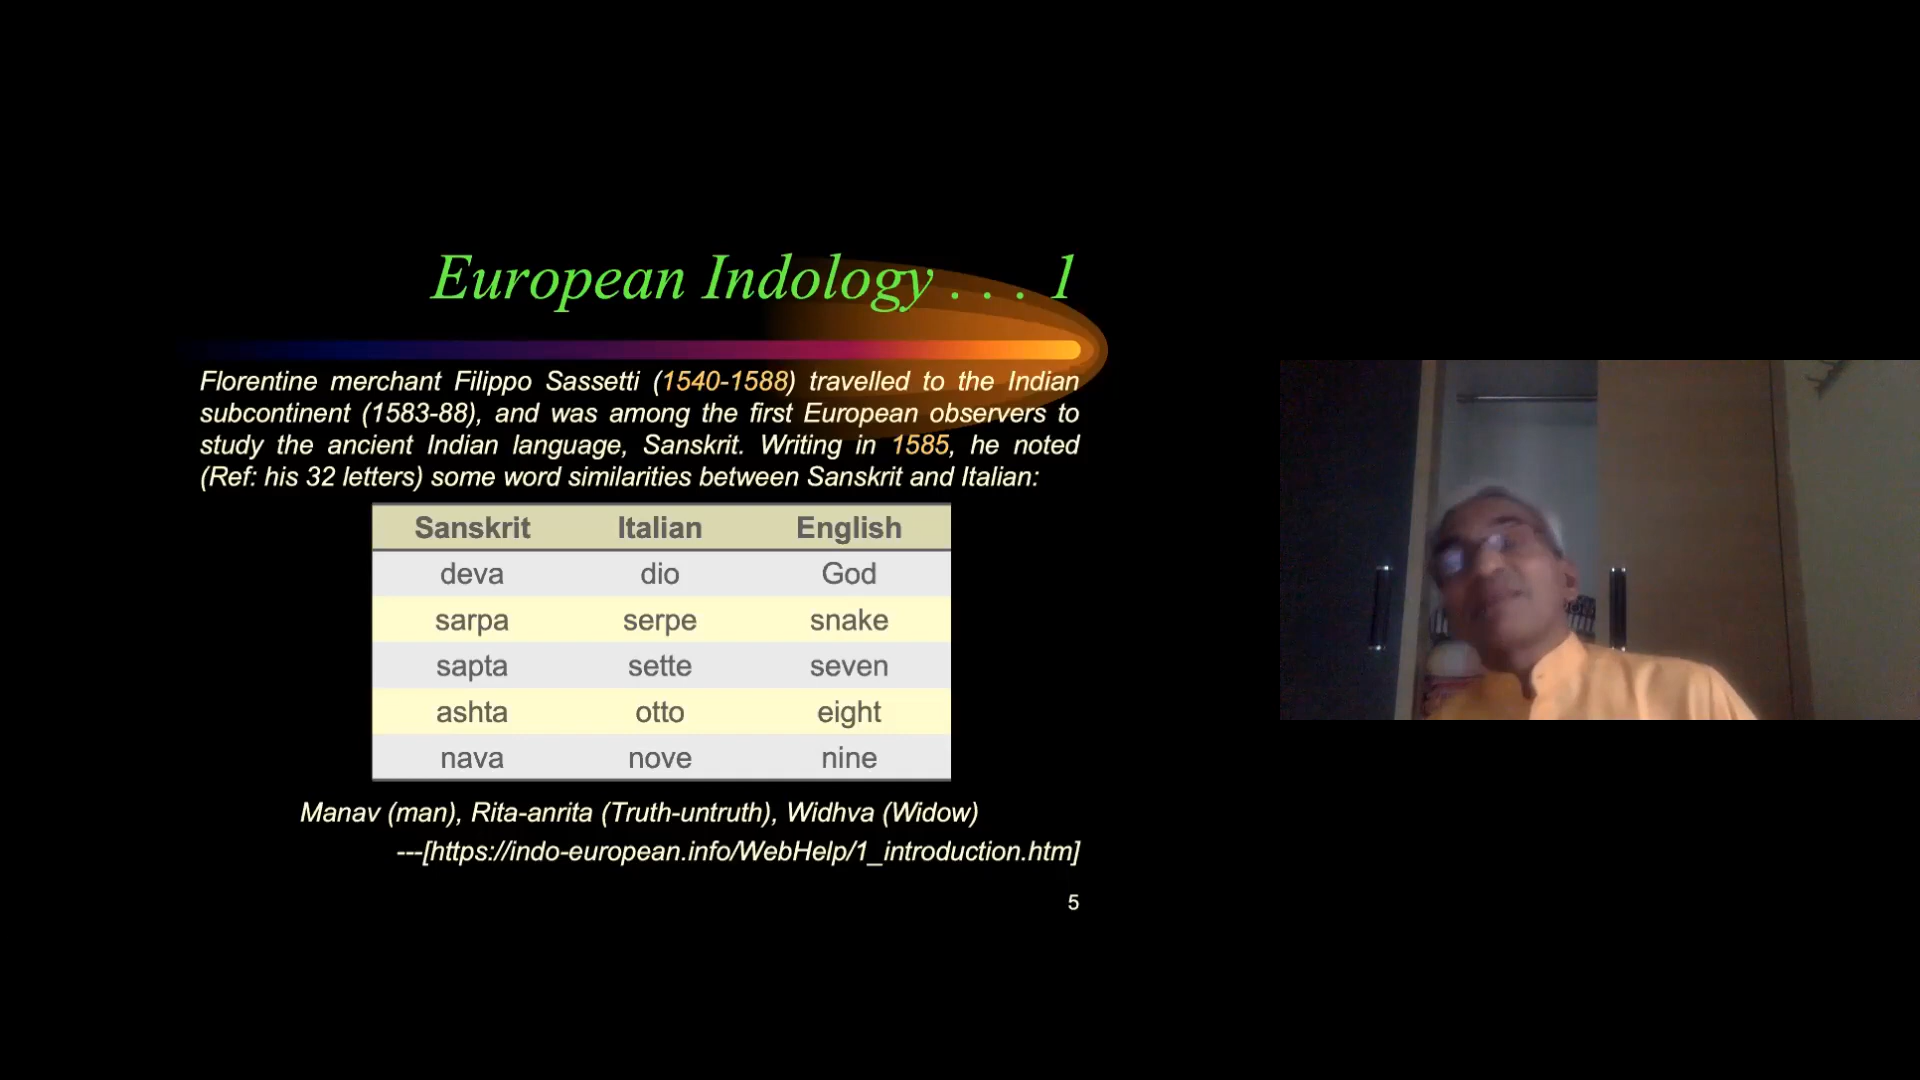 European Indology . . . 1
Florentine merchant Filippo Sassetti (1540-1588) travelled to the Indian
subcontinent (1583-88), and was among the first European observers to
study the ancient Indian language, Sanskrit. Writing in 1585, he noted
(Ref: his 32 letters) some word similarities between Sanskrit and Italian:
Sanskrit Italian English
deva dio God
sarpa serpe snake
sapta sette seven
ashta otto eight
nava nove nine
Manav (man), Rita-anrita (Truth-untruth), Widhva (Widow)
---[https://indo-european.info/WebHelp/1_introduction.htm]
5